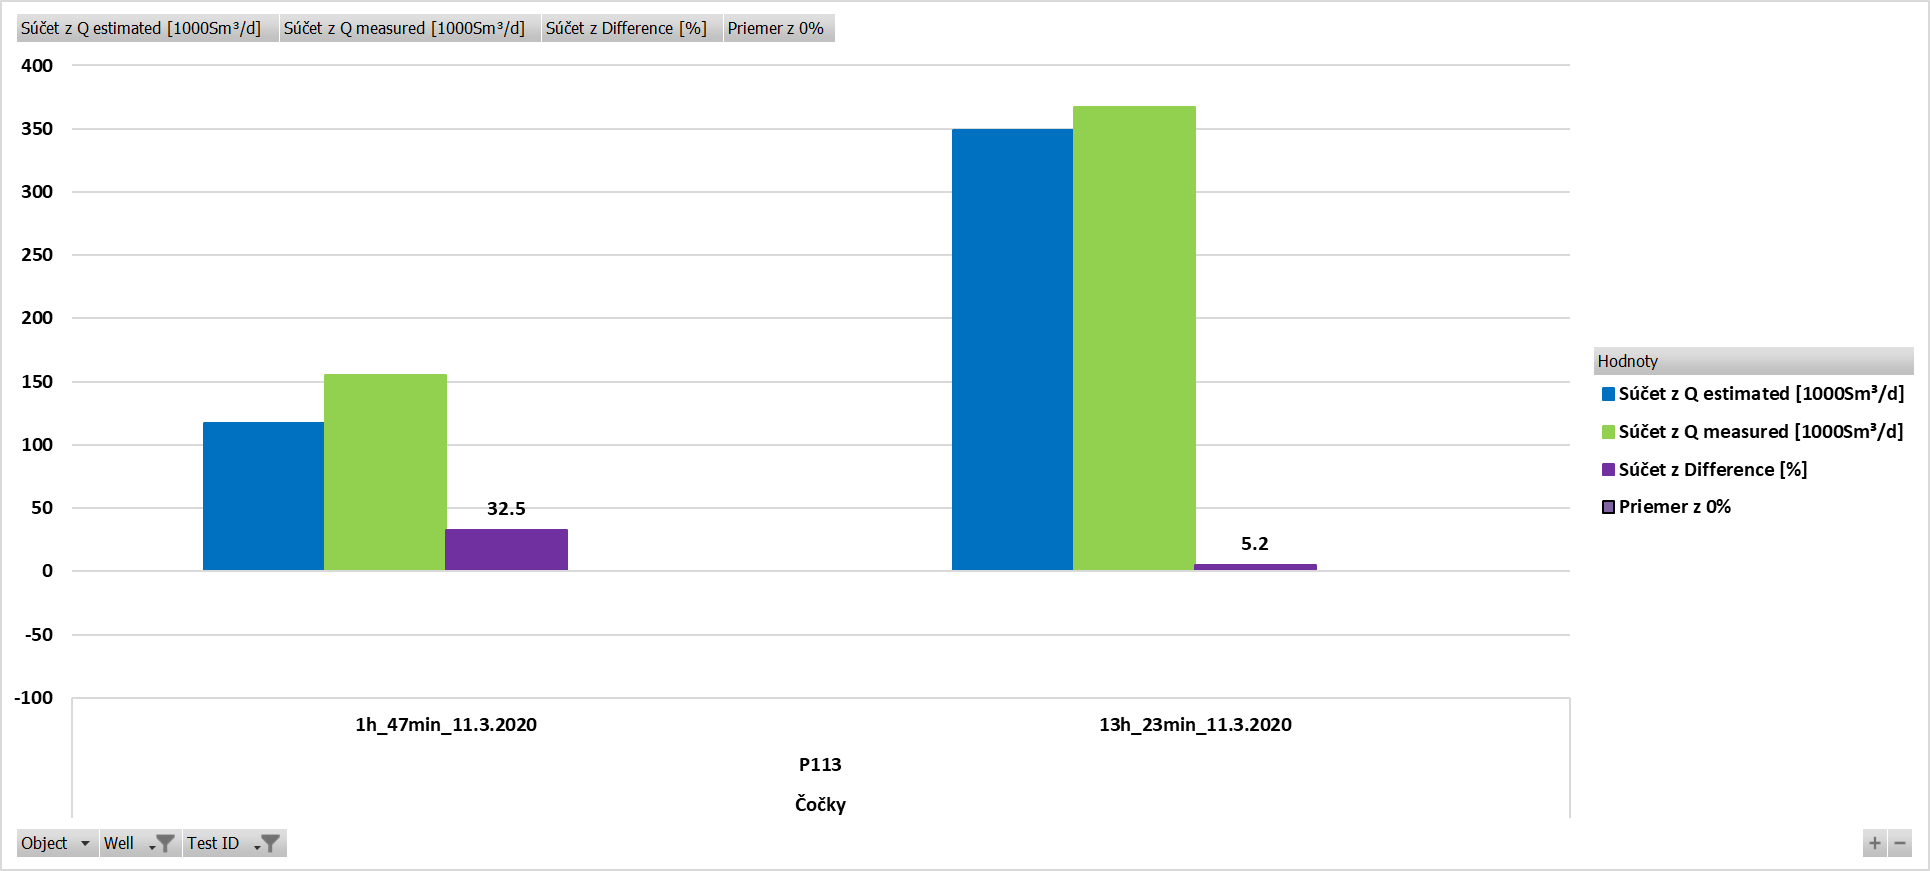 Súčet z Q estimated [1000Sm³/d] Súčet z Q measured [1000Sm³/d] Súčet z Difference [%] Priemer z 0%
400
350
300
250
200
150
100
50
0
-50
-100
32.5
5.2
1h_47min_11.3.2020 13h_23min_11.3.2020
P113
Čočky
Hodnoty
Súčet z Q estimated [1000Sm³/d]
Súčet z Q measured [1000Sm³/d]
Súčet z Difference [%]
Priemer z 0%
Object Well Test ID
+ −